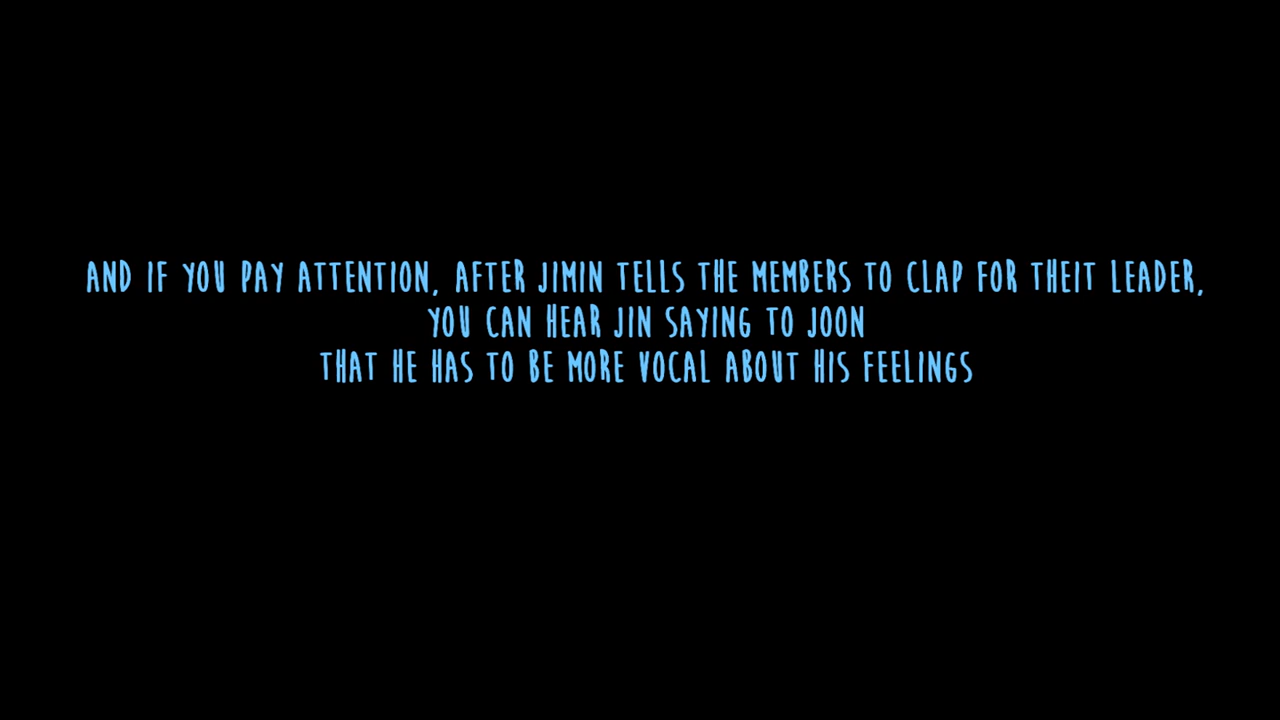 AND IF YOU PAY ATTENTION, AFTER JIMIN TELLS THE MEMBERS TO CLAP FOR THEIT LEADER,
YOU CAN HEAR JIN SAYING TO JOON
THAT HE HAS TO BE MORE VOCAL ABOUT HIS FEELINGS